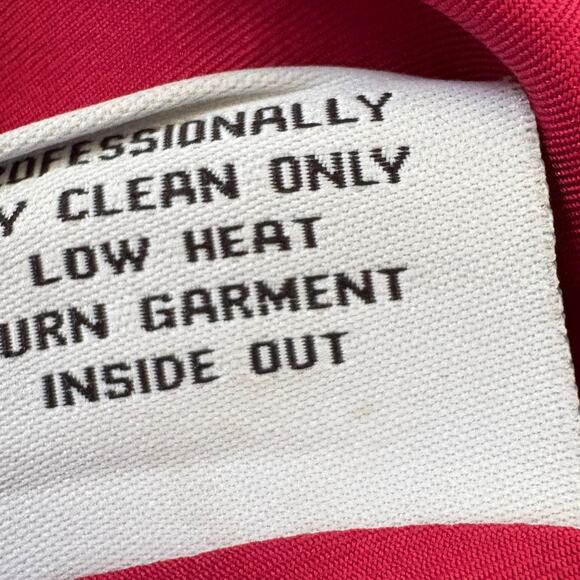 ROFESSIONALLY
Y CLEAN ONLY
LOW HEAT
URN GARMENT
INSIDE OUT